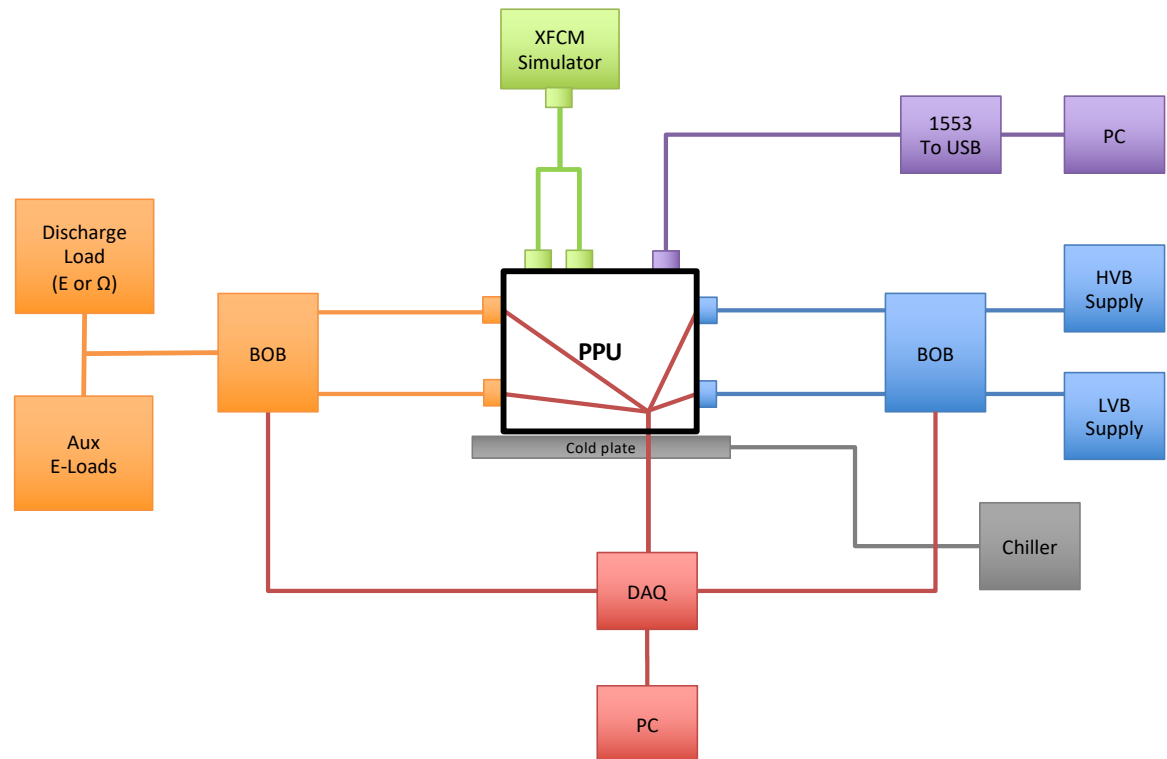 XFCM
Simulator
1553
To USB
PC
Discharge
Load
(E or Ω)
HVB
Supply
BOB
PPU
BOB
LVB
Supply
Aux
E-Loads
Cold plate
Chiller
DAQ
PC